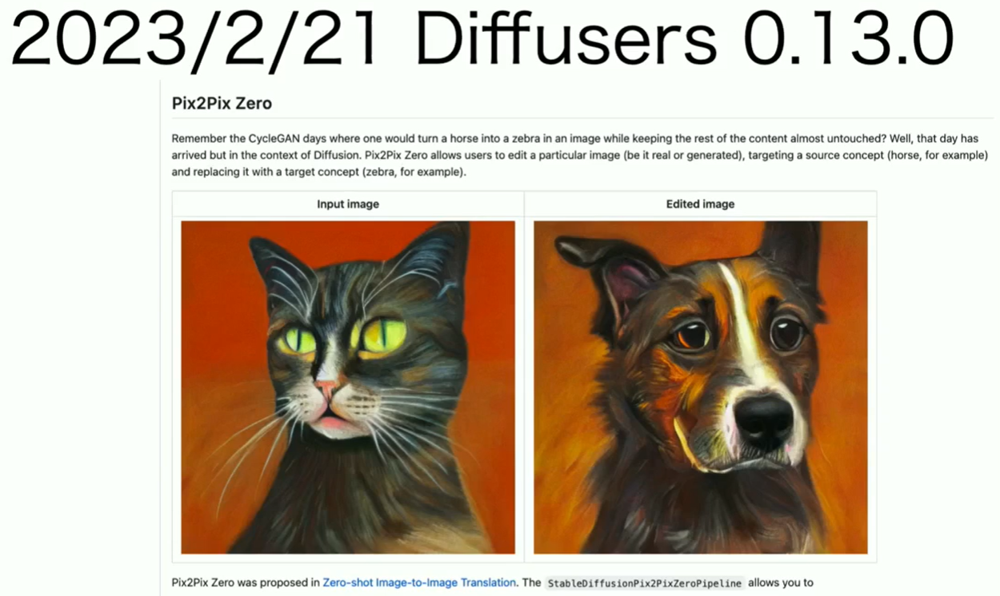 2023/2/21 Diffusers 0.13.0
Pix2Pix Zero
Remember the CycleGAN days where one would turn a horse into a zebra in an image while keeping the rest of the content almost untouched? Well, that day has
arrived but in the context of Diffusion. Pix2Pix Zero allows users to edit a particular image (be it real or generated), targeting a source concept (horse, for example)
and replacing it with a target concept (zebra, for example).
Input image
Edited image
Pix2Pix Zero was proposed in Zero-shot Image-to-Image Translation. The StableDiffusionPix2PixZeroPipeline allows you to